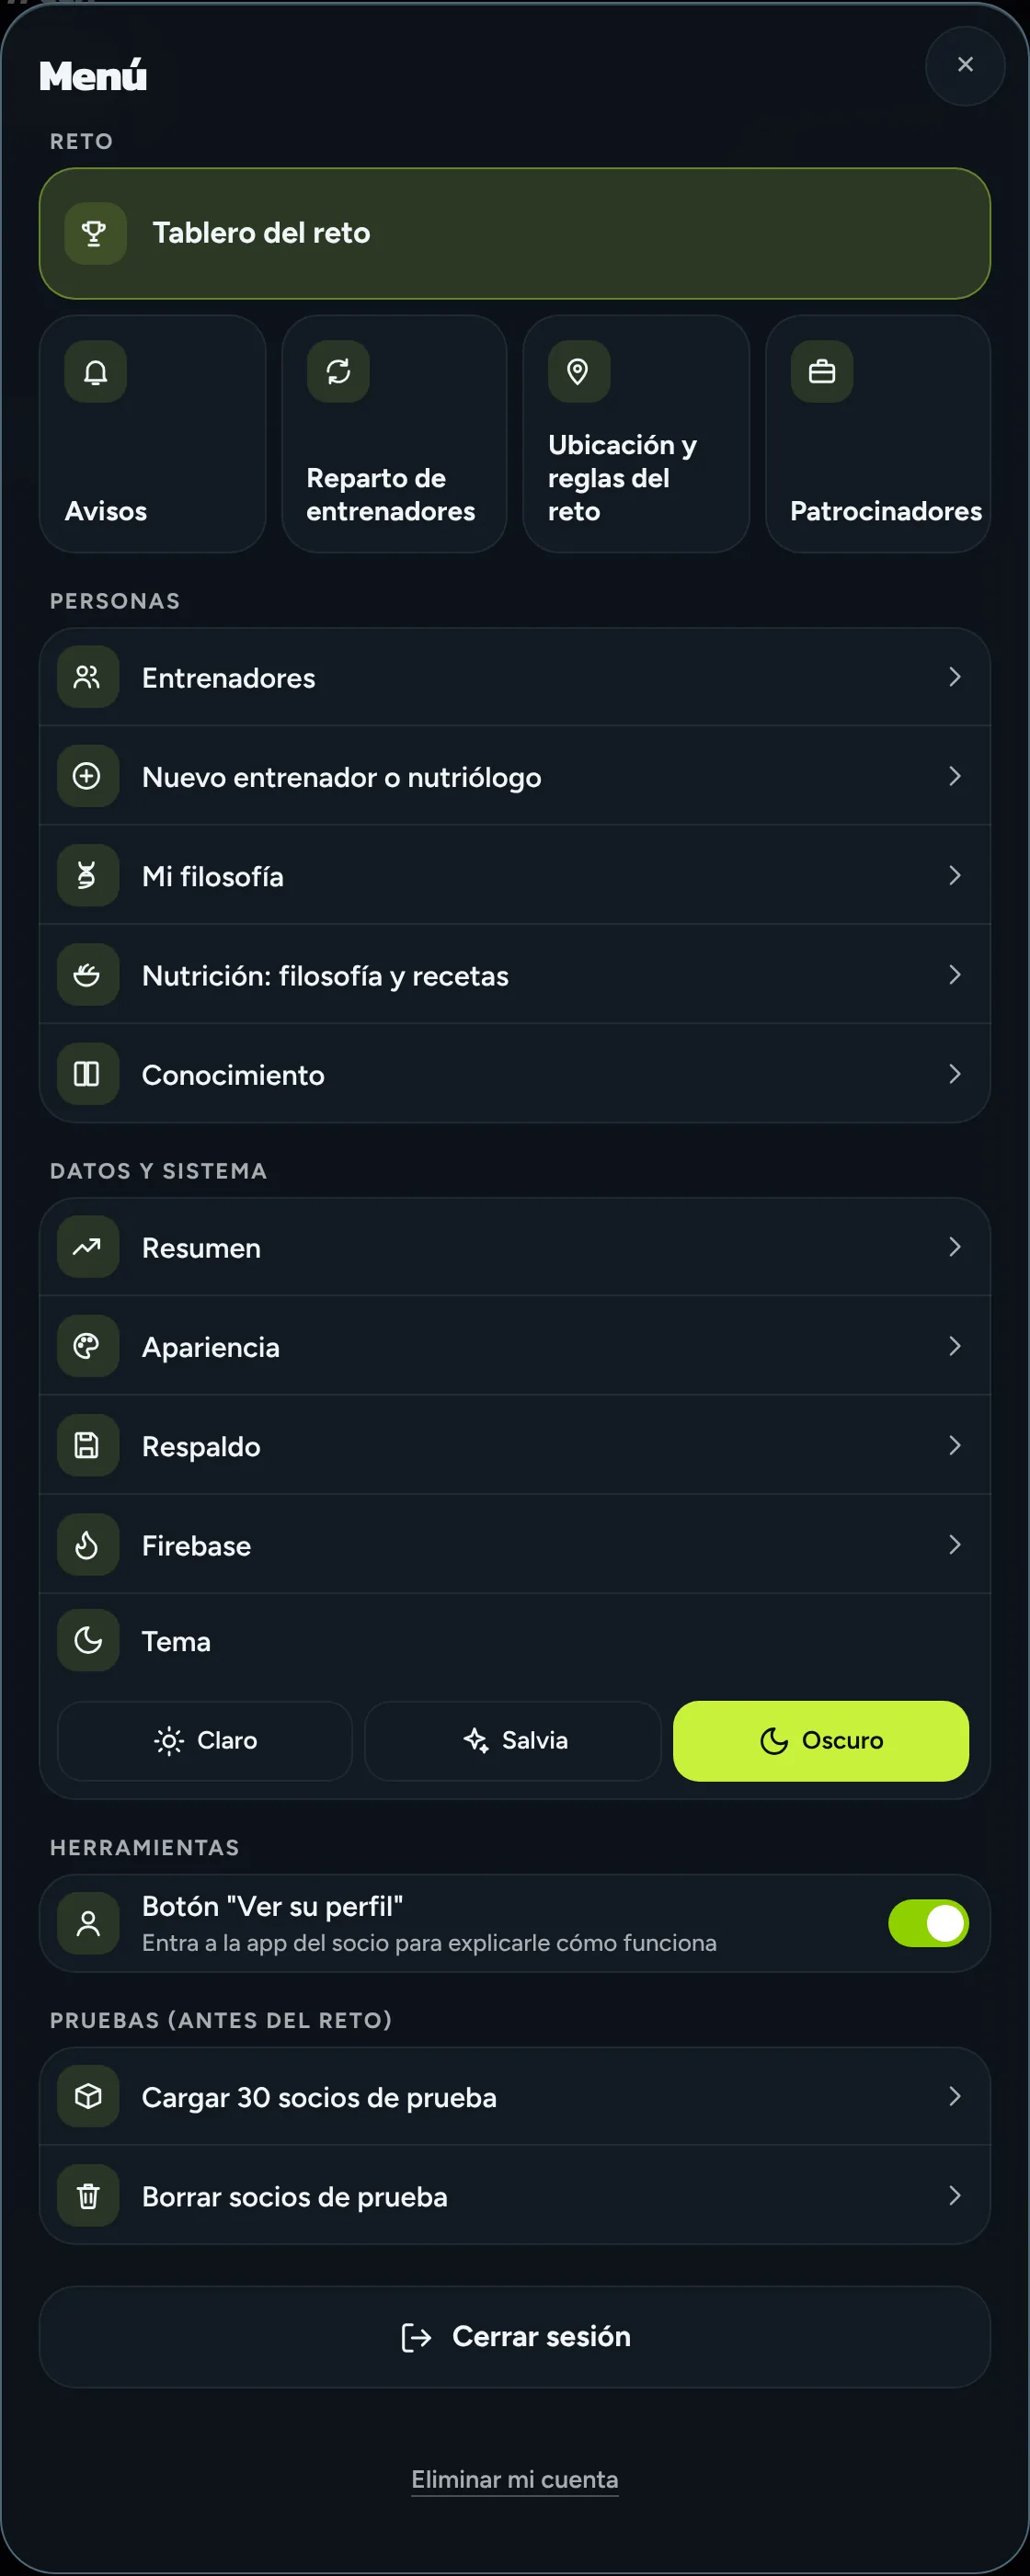 Menú
RETO
Tablero del reto
Avisos
Reparto de
entrenadores
Ubicación y
reglas del
reto
Patrocinadores
PERSONAS
Entrenadores
Nuevo entrenador o nutriólogo
Mi filosofía
Nutrición: filosofía y recetas
Conocimiento
DATOS Y SISTEMA
Resumen
Apariencia
Respaldo
Firebase
Tema
Claro
Salvia
Oscuro
HERRAMIENTAS
Botón "Ver su perfil"
Entra a la app del socio para explicarle cómo funciona
PRUEBAS (ANTES DEL RETO)
Cargar 30 socios de prueba
Borrar socios de prueba
Cerrar sesión
Eliminar mi cuenta